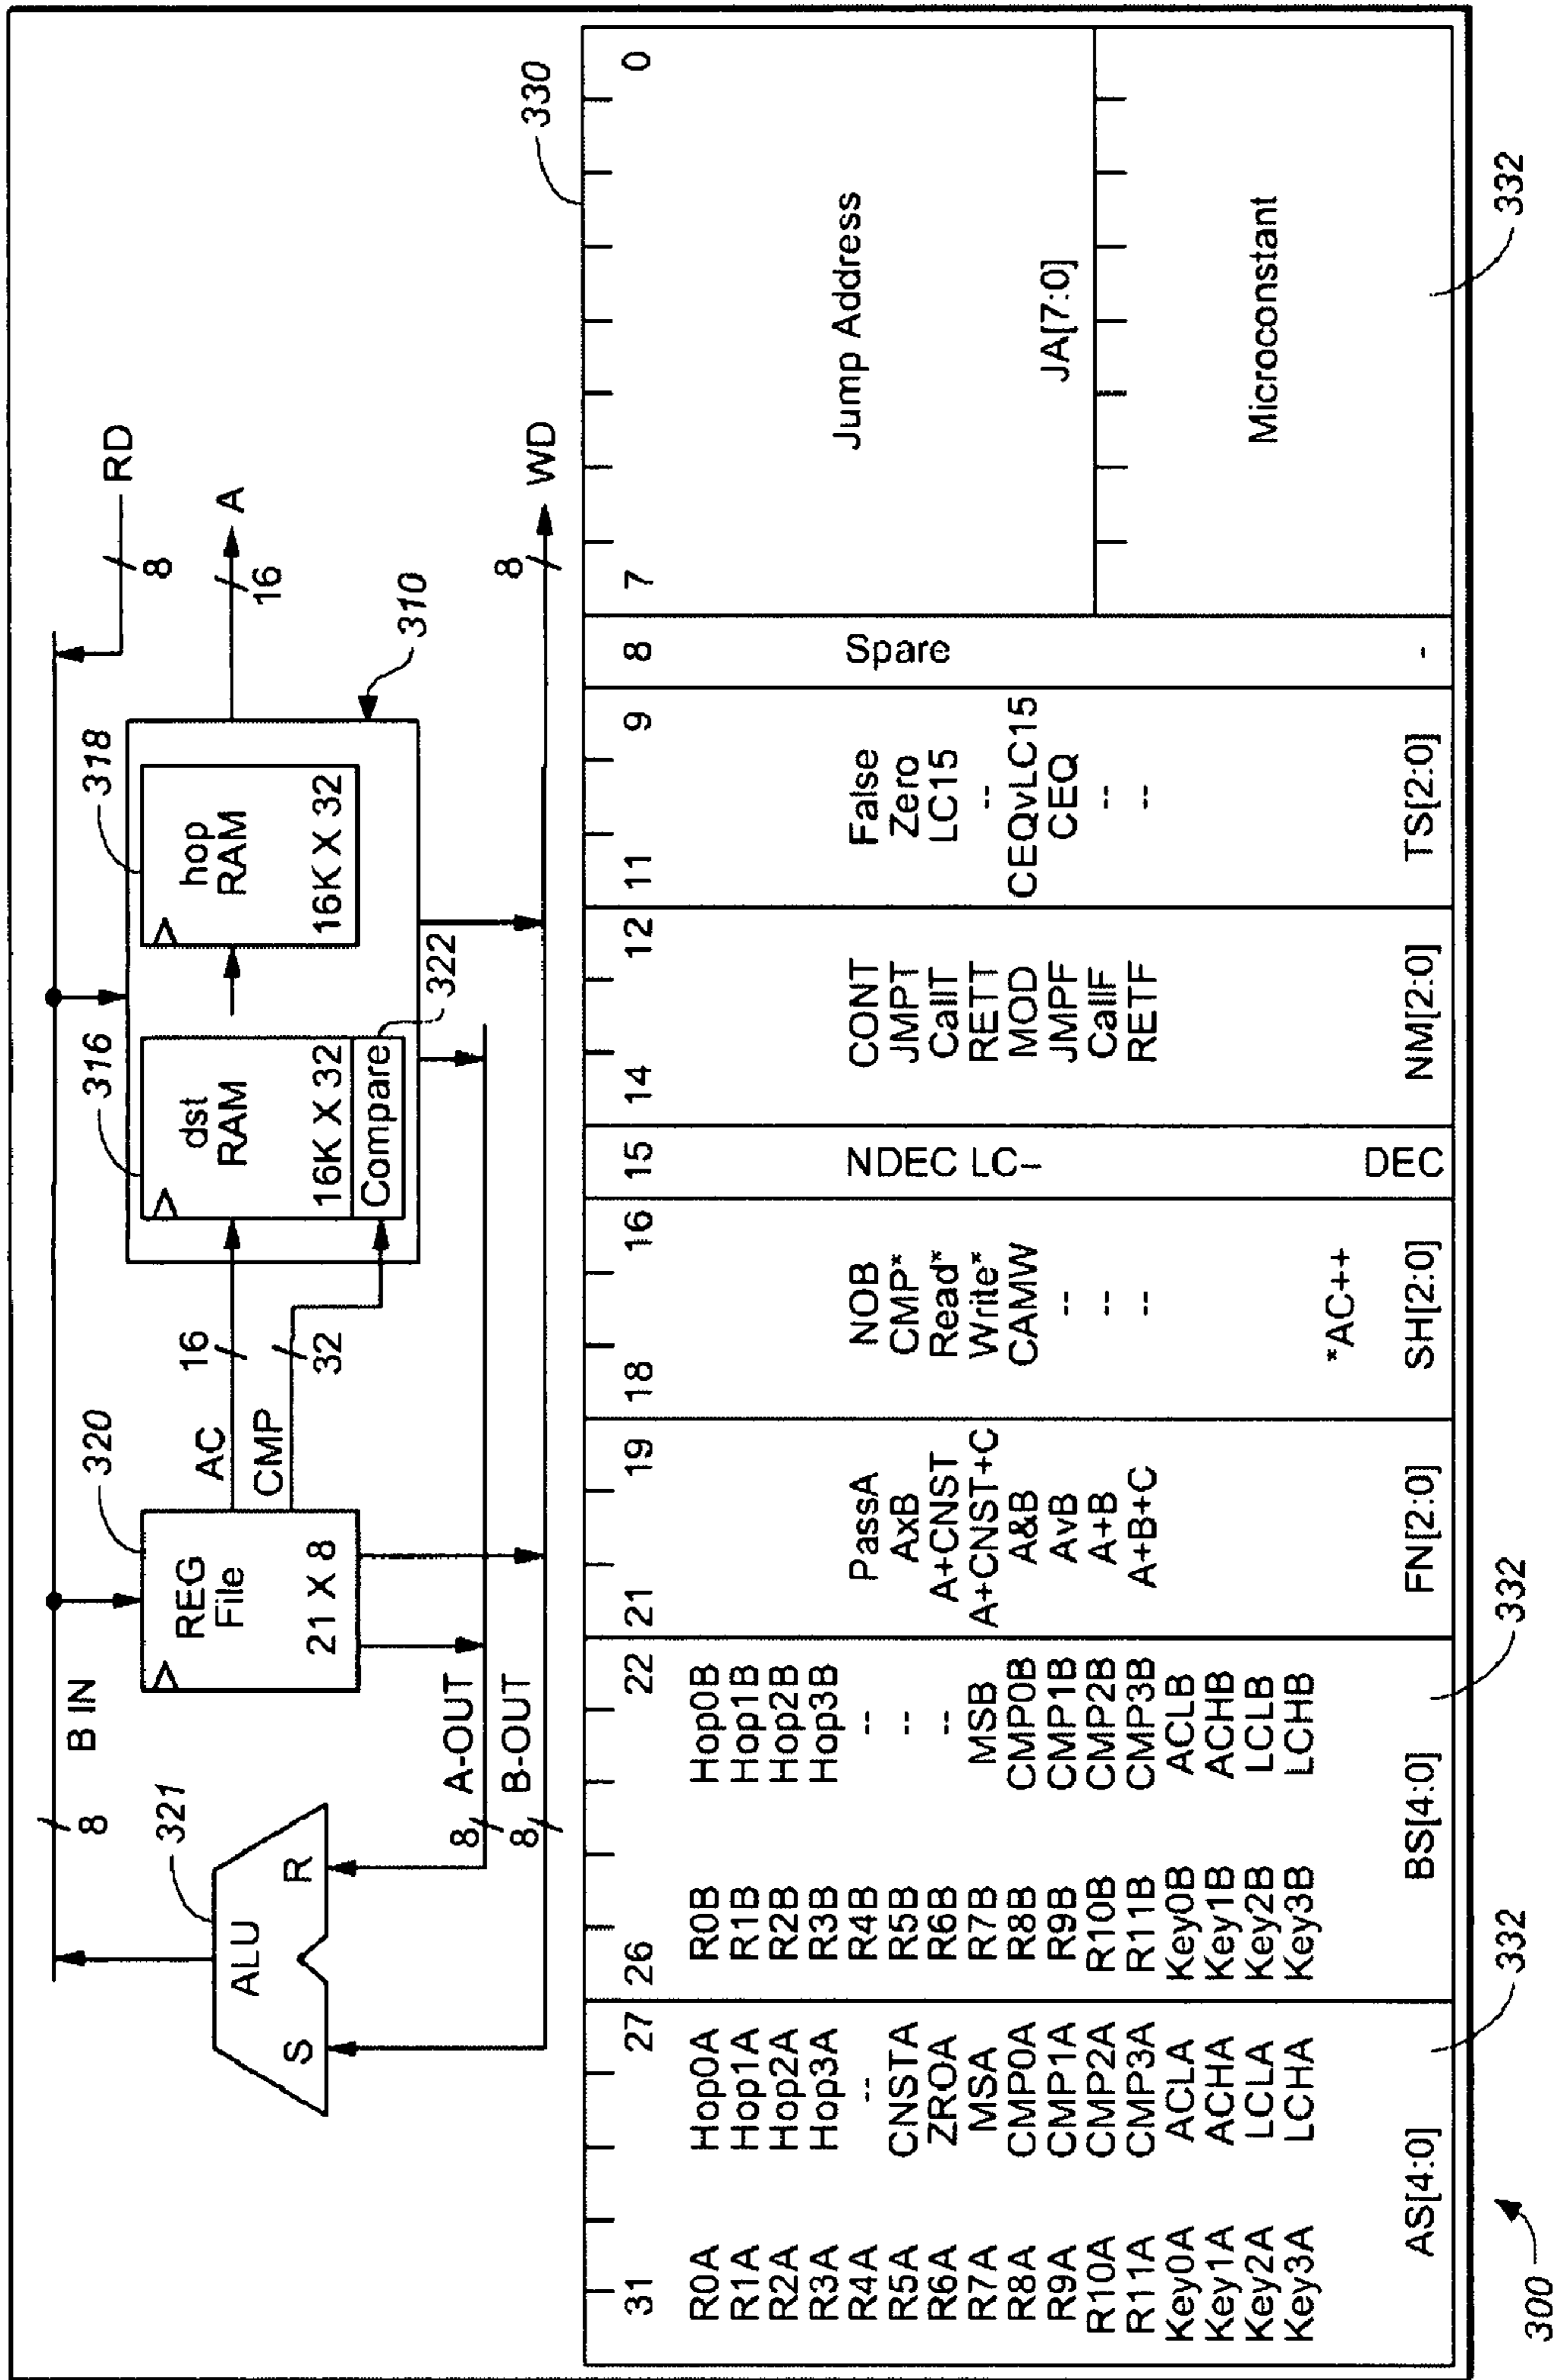 B IN
8
321
ALU
S
R
320
REG
File
21 X 8
AC
16
CMP
32
316
dst
RAM
16K X 32
Compare
322
318
hop
RAM
16K X 32
310
RD
8
A
16
A-OUT
8
B-OUT
8
8
WD
330
31
27
26
22
21
19
18
16
15
14
12
11
9
8
7
0
R0A Hop0A
R1A Hop1A
R2A Hop2A
R3A Hop3A
R4A --
R5A CNSTA
R6A ZROA
R7A MSA
R8A CMP0A
R9A CMP1A
R10A CMP2A
R11A CMP3A
Key0A ACLA
Key1A ACHA
Key2A LCLA
Key3A LCHA
AS[4:0]
R0B Hop0B
R1B Hop1B
R2B Hop2B
R3B Hop3B
R4B --
R5B --
R6B --
R7B MSB
R8B CMP0B
R9B CMP1B
R10B CMP2B
R11B CMP3B
Key0B ACLB
Key1B ACHB
Key2B LCLB
Key3B LCHB
BS[4:0]
PassA
AxB
A+CNST
A+CNST+C
A&B
AvB
A+B
A+B+C
FN[2:0]
NOB
CMP*
Read*
Write*
CAMW
--
--
--
*AC++
SH[2:0]
NDEC LC–
DEC
CONT
JMPT
CallT
RETT
MOD
JMPF
CallF
RETF
NM[2:0]
False
Zero
LC15
--
CEQvLC15
CEQ
--
--
TS[2:0]
Spare
-
Jump Address
JA[7:0]
Microconstant
332
332
332
300